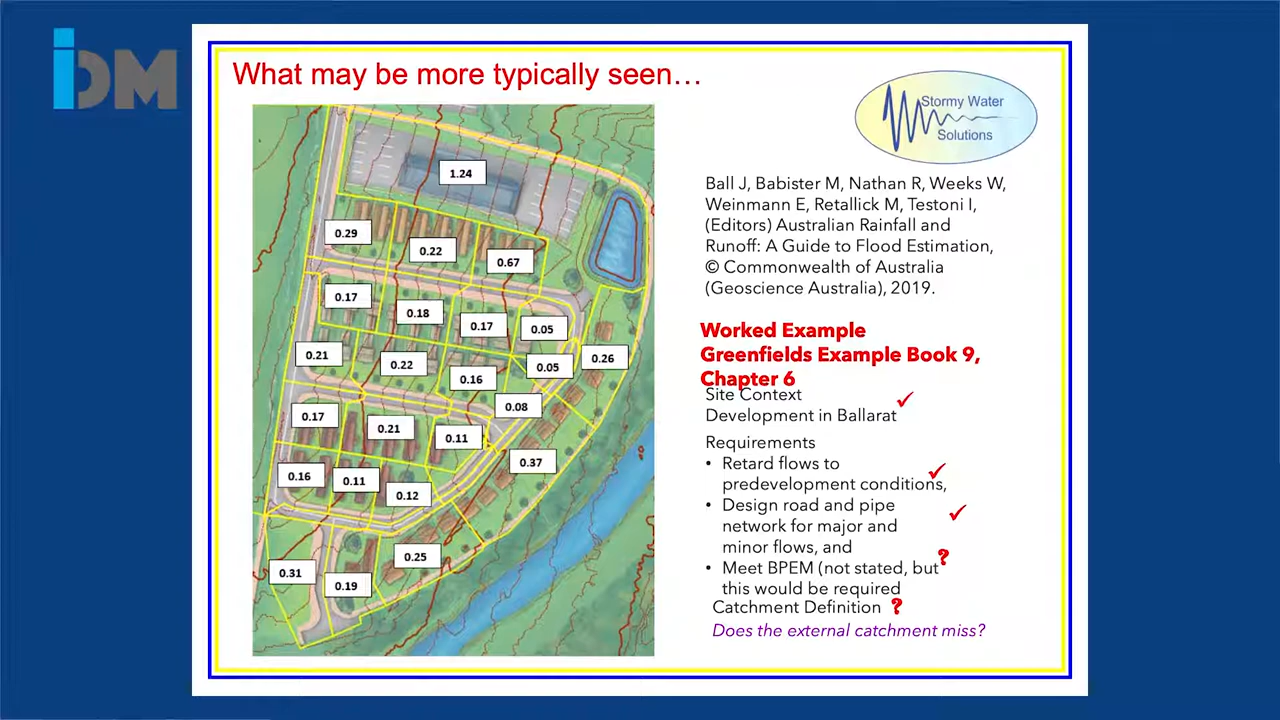 iDM
What may be more typically seen…
Stormy Water
Solutions
1.24
0.29
0.22
0.67
0.17
0.18
0.17
0.05
0.21
0.22
0.16
0.05
0.26
0.08
0.17
0.21
0.11
0.37
0.16
0.11
0.12
0.25
0.31
0.19
Ball J, Babister M, Nathan R, Weeks W,
Weinmann E, Retallick M, Testoni I,
(Editors) Australian Rainfall and
Runoff: A Guide to Flood Estimation,
© Commonwealth of Australia
(Geoscience Australia), 2019.
Worked Example
Greenfields Example Book 9,
Chapter 6
Site Context
Development in Ballarat ✓
Requirements
• Retard flows to
predevelopment conditions, ✓
• Design road and pipe ✓
network for major and
minor flows, and
• Meet BPEM (not stated, but ?
this would be required
Catchment Definition ?
Does the external catchment miss?